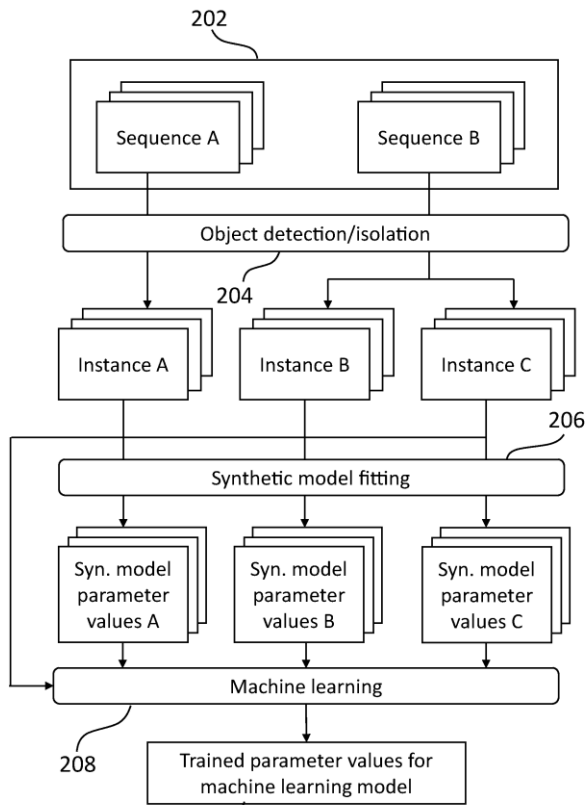 202
Sequence A
Sequence B
Object detection/isolation
204
Instance A
Instance B
Instance C
206
Synthetic model fitting
Syn. model
parameter
values A
Syn. model
parameter
values B
Syn. model
parameter
values C
Machine learning
208
Trained parameter values for
machine learning model